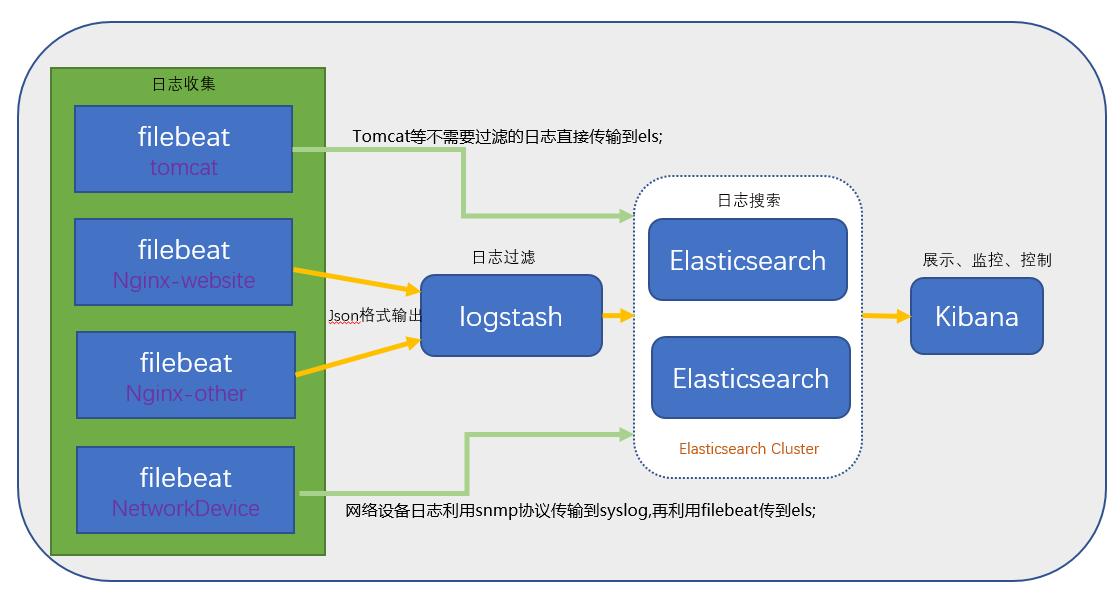 日志收集
filebeat
tomcat
Tomcat等不需要过滤的日志直接传输到els;
filebeat
Nginx-website
Json格式输出
filebeat
Nginx-other
filebeat
NetworkDevice
网络设备日志利用snmp协议传输到syslog,再利用filebeat传到els;
日志过滤
logstash
日志搜索
Elasticsearch
Elasticsearch
Elasticsearch Cluster
展示、监控、控制
Kibana